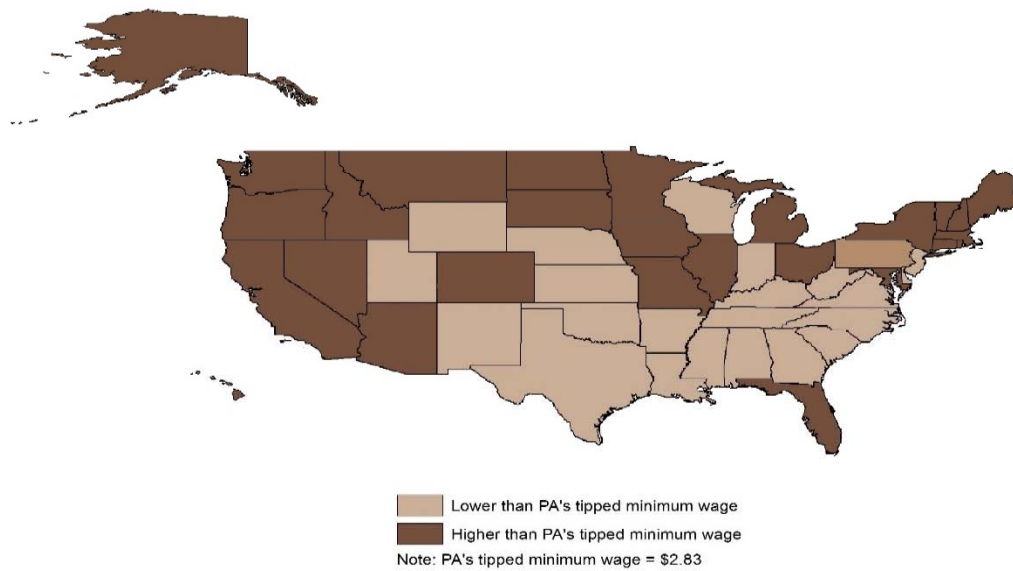 Lower than PA's tipped minimum wage
Higher than PA's tipped minimum wage
Note: PA's tipped minimum wage = $2.83